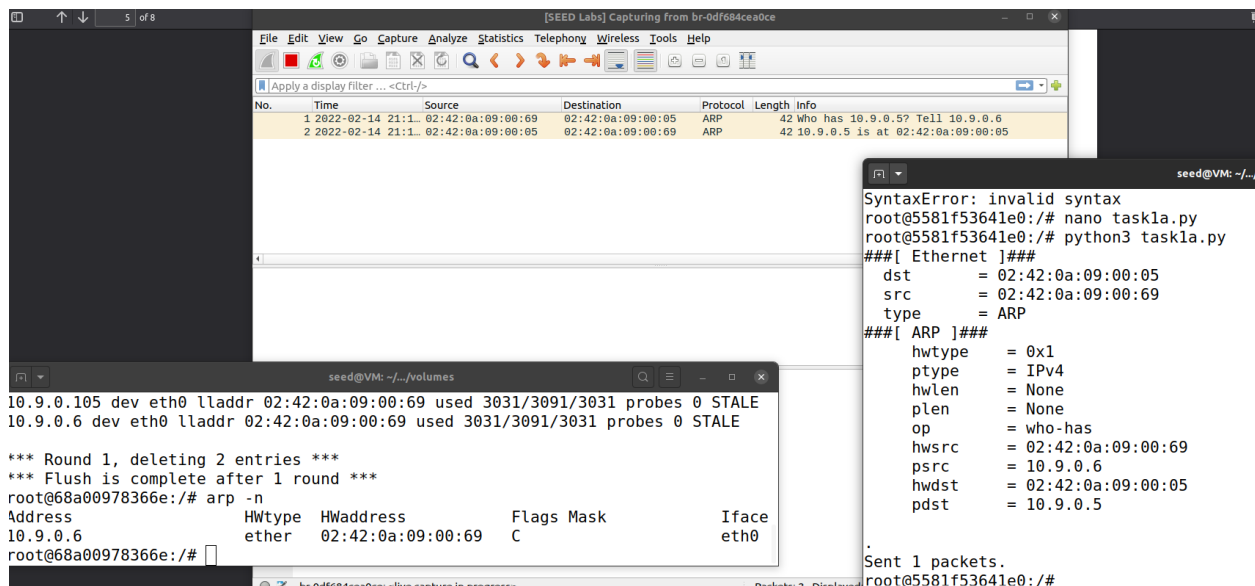 5 of 8
[SEED Labs] Capturing from br-0df684cea0ce
File Edit View Go Capture Analyze Statistics Telephony Wireless Tools Help
Apply a display filter ... <Ctrl-/>
No. Time Source Destination Protocol Length Info
1 2022-02-14 21:1… 02:42:0a:09:00:69 02:42:0a:09:00:05 ARP 42 Who has 10.9.0.5? Tell 10.9.0.6
2 2022-02-14 21:1… 02:42:0a:09:00:05 02:42:0a:09:00:69 ARP 42 10.9.0.5 is at 02:42:0a:09:00:05
seed@VM: ~/.../
SyntaxError: invalid syntax
root@5581f53641e0:/# nano task1a.py
root@5581f53641e0:/# python3 task1a.py
###[ Ethernet ]###
dst = 02:42:0a:09:00:05
src = 02:42:0a:09:00:69
type = ARP
###[ ARP ]###
hwtype = 0x1
ptype = IPv4
hwlen = None
plen = None
op = who-has
hwsrc = 02:42:0a:09:00:69
psrc = 10.9.0.6
hwdst = 02:42:0a:09:00:05
pdst = 10.9.0.5
.
Sent 1 packets.
root@5581f53641e0:/#
seed@VM: ~/.../volumes
10.9.0.105 dev eth0 lladdr 02:42:0a:09:00:69 used 3031/3091/3031 probes 0 STALE
10.9.0.6 dev eth0 lladdr 02:42:0a:09:00:69 used 3031/3091/3031 probes 0 STALE
*** Round 1, deleting 2 entries ***
*** Flush is complete after 1 round ***
root@68a00978366e:/# arp -n
Address HWtype HWaddress Flags Mask Iface
10.9.0.6 ether 02:42:0a:09:00:69 C eth0
root@68a00978366e:/#